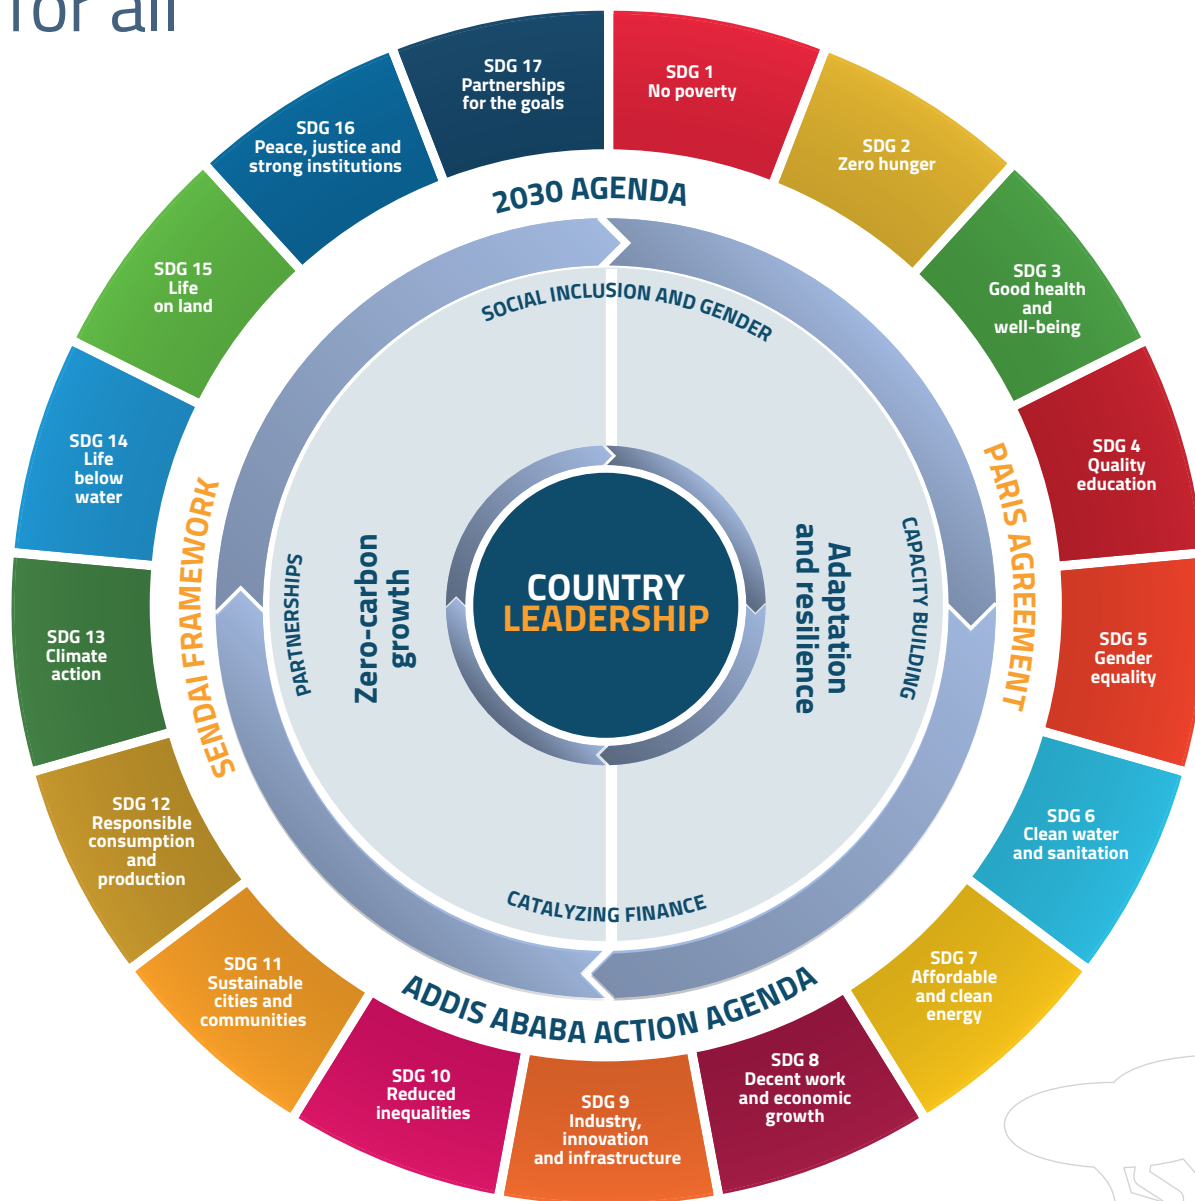 for all
SDG 17
Partnerships
for the goals
SDG 1
No poverty
SDG 2
Zero hunger
SDG 3
Good health
and
well-being
SDG 4
Quality
education
SDG 5
Gender
equality
SDG 6
Clean water
and sanitation
SDG 7
Affordable
and clean
energy
SDG 8
Decent work
and economic
growth
SDG 9
Industry,
innovation
and infrastructure
SDG 10
Reduced
inequalities
SDG 11
Sustainable
cities and
communities
SDG 12
Responsible
consumption
and
production
SDG 13
Climate
action
SDG 14
Life
below
water
SDG 15
Life
on land
SDG 16
Peace, justice and
strong institutions
2030 AGENDA
PARIS AGREEMENT
ADDIS ABABA ACTION AGENDA
SENDAI FRAMEWORK
SOCIAL INCLUSION AND GENDER
CAPACITY BUILDING
CATALYZING FINANCE
PARTNERSHIPS
Zero-carbon
growth
Adaptation
and resilience
COUNTRY
LEADERSHIP